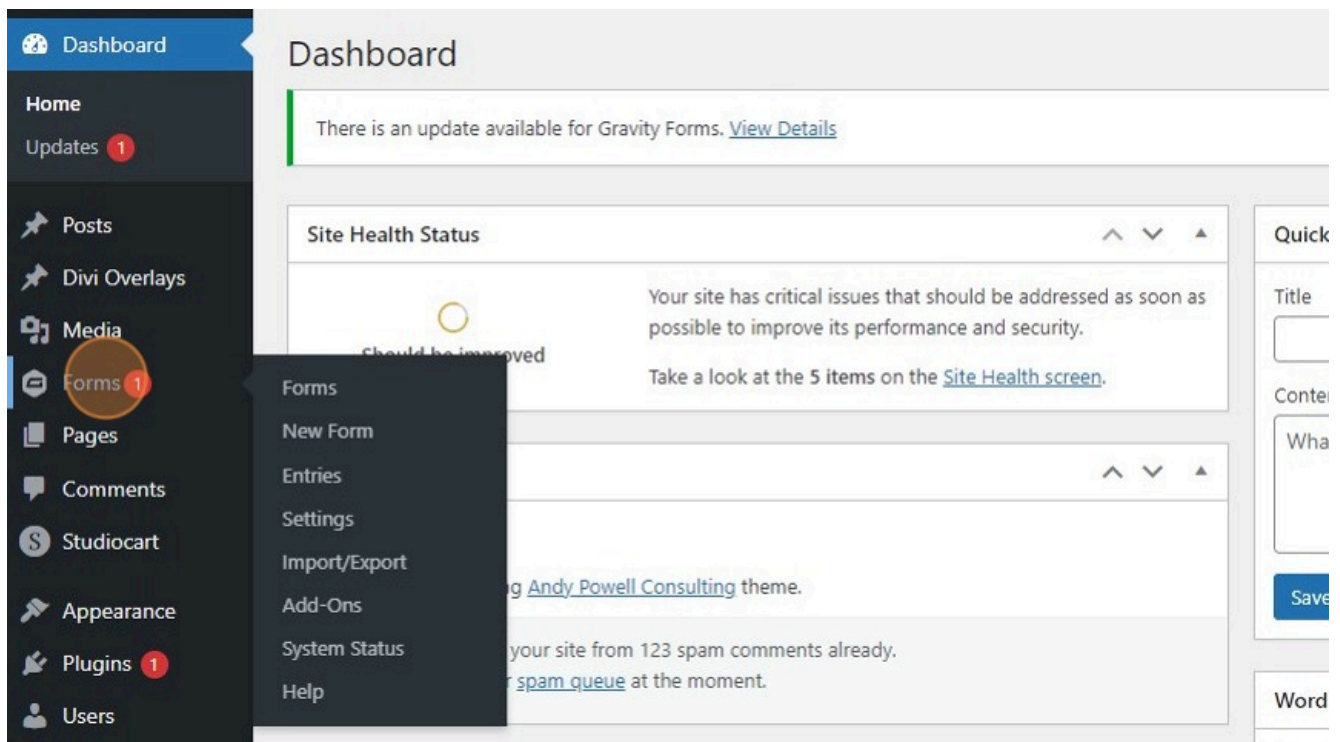 Dashboard
Home
Updates 1
Posts
Divi Overlays
Media
Forms 1
Pages
Comments
S Studiocart
Appearance
Plugins 1
Users
Forms
New Form
Entries
Settings
Import/Export
Add-Ons
System Status
Help
Dashboard
There is an update available for Gravity Forms. View Details
Site Health Status
Should be improved
Your site has critical issues that should be addressed as soon as
possible to improve its performance and security.
Take a look at the 5 items on the Site Health screen.
Andy Powell Consulting theme.
your site from 123 spam comments already.
spam queue at the moment.
Quick
Title
Save
Word